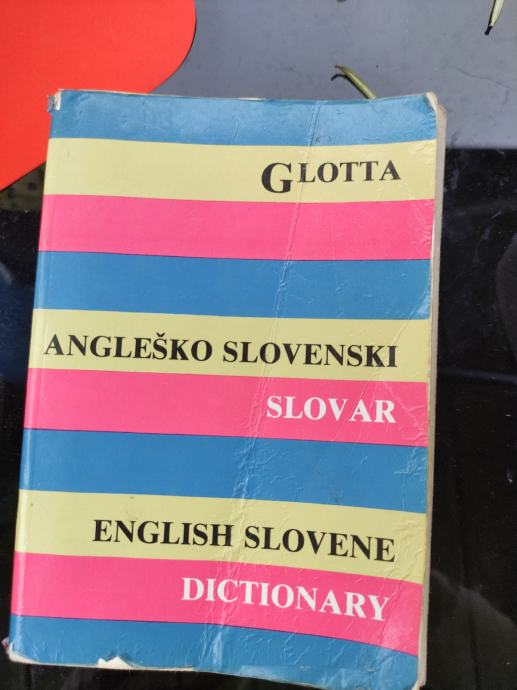 GLOTTA
ANGLEŠKO SLOVENSKI
SLOVAR
ENGLISH SLOVENE
DICTIONARY